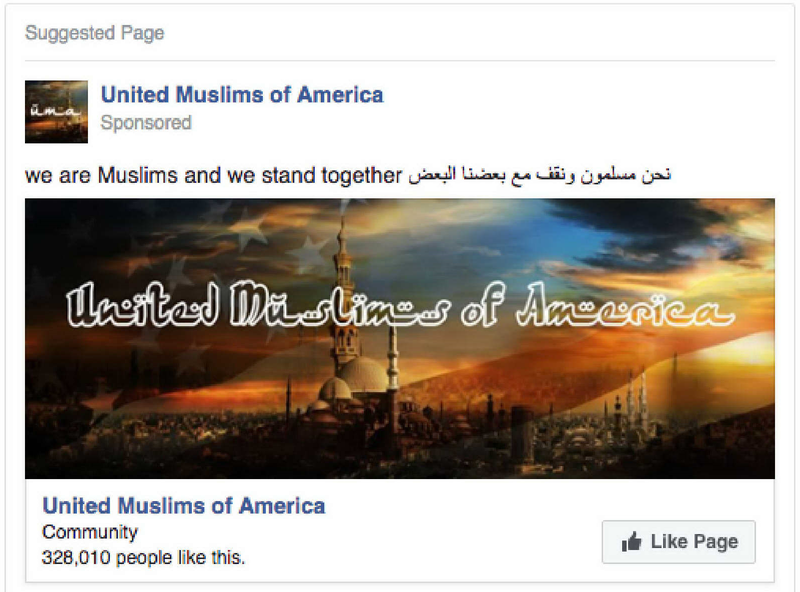 Suggested Page
uma
United Muslims of America
Sponsored
we are Muslims and we stand together نحن مسلمون ونقف مع بعضنا البعض
United Muslims of America
United Muslims of America
Community
328,010 people like this.
Like Page